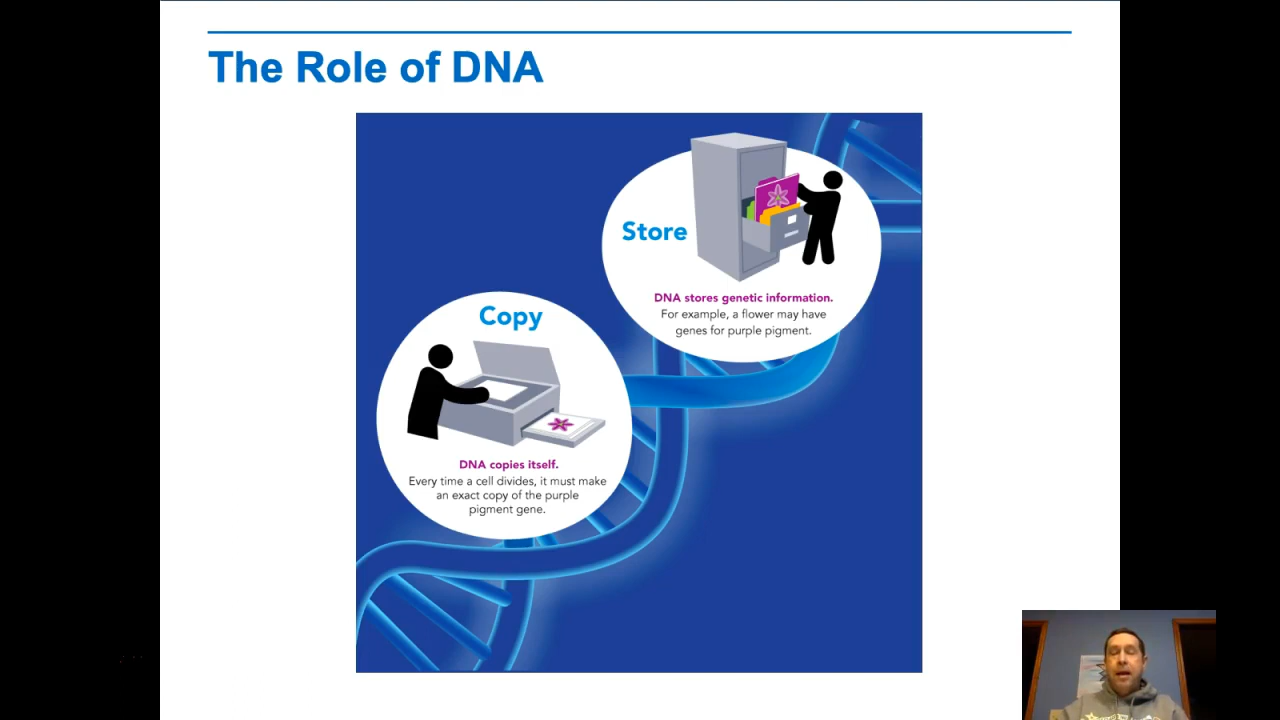 The Role of DNA
Store
DNA stores genetic information.
For example, a flower may have
genes for purple pigment.
Copy
DNA copies itself.
Every time a cell divides, it must make
an exact copy of the purple
pigment gene.